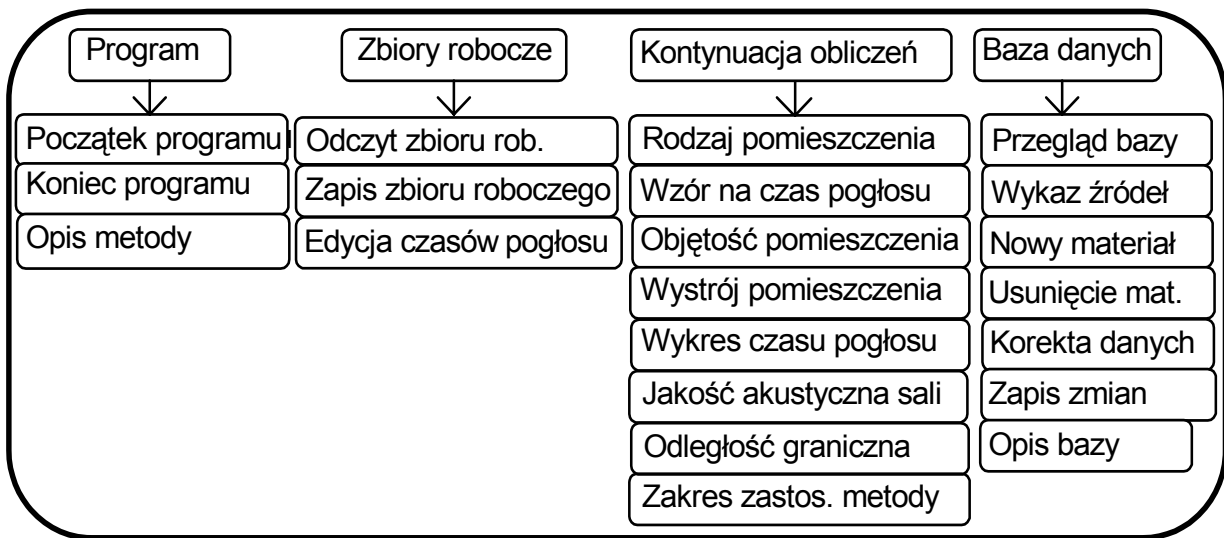 Program
Początek programu
Koniec programu
Opis metody
Zbiory robocze
Odczyt zbioru rob.
Zapis zbioru roboczego
Edycja czasów pogłosu
Kontynuacja obliczeń
Rodzaj pomieszczenia
Wzór na czas pogłosu
Objętość pomieszczenia
Wystrój pomieszczenia
Wykres czasu pogłosu
Jakość akustyczna sali
Odległość graniczna
Zakres zastos. metody
Baza danych
Przegląd bazy
Wykaz źródeł
Nowy materiał
Usunięcie mat.
Korekta danych
Zapis zmian
Opis bazy